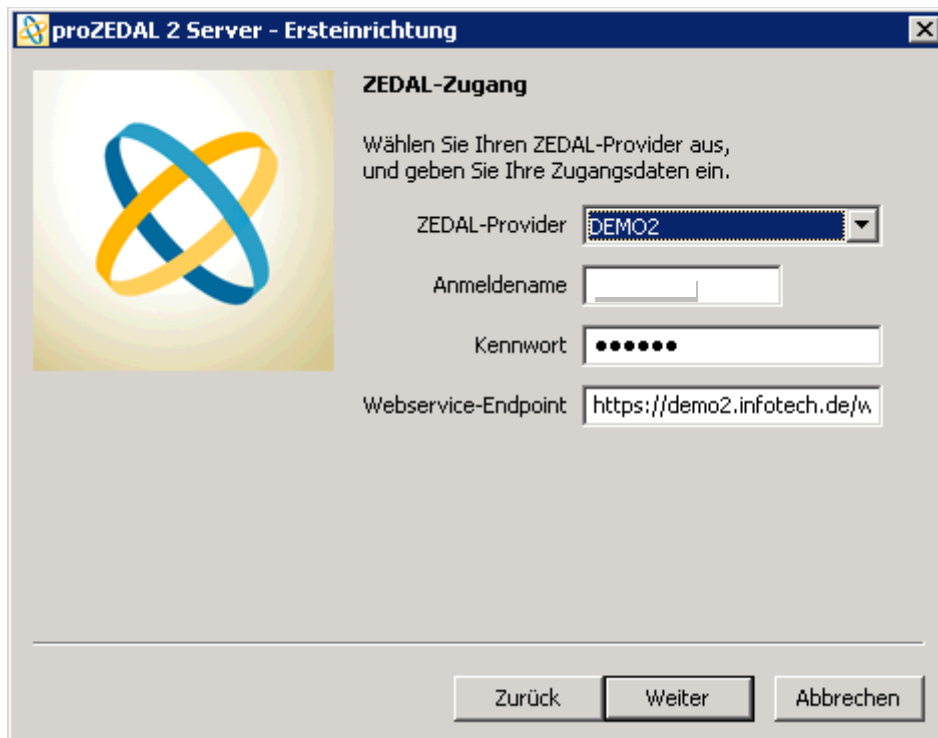 proZEDAL 2 Server - Ersteinrichtung
ZEDAL-Zugang
Wählen Sie Ihren ZEDAL-Provider aus,
und geben Sie Ihre Zugangsdaten ein.
ZEDAL-Provider DEMO2
Anmeldename
Kennwort ●●●●●●
Webservice-Endpoint https://demo2.infotech.de/w
Zurück Weiter Abbrechen